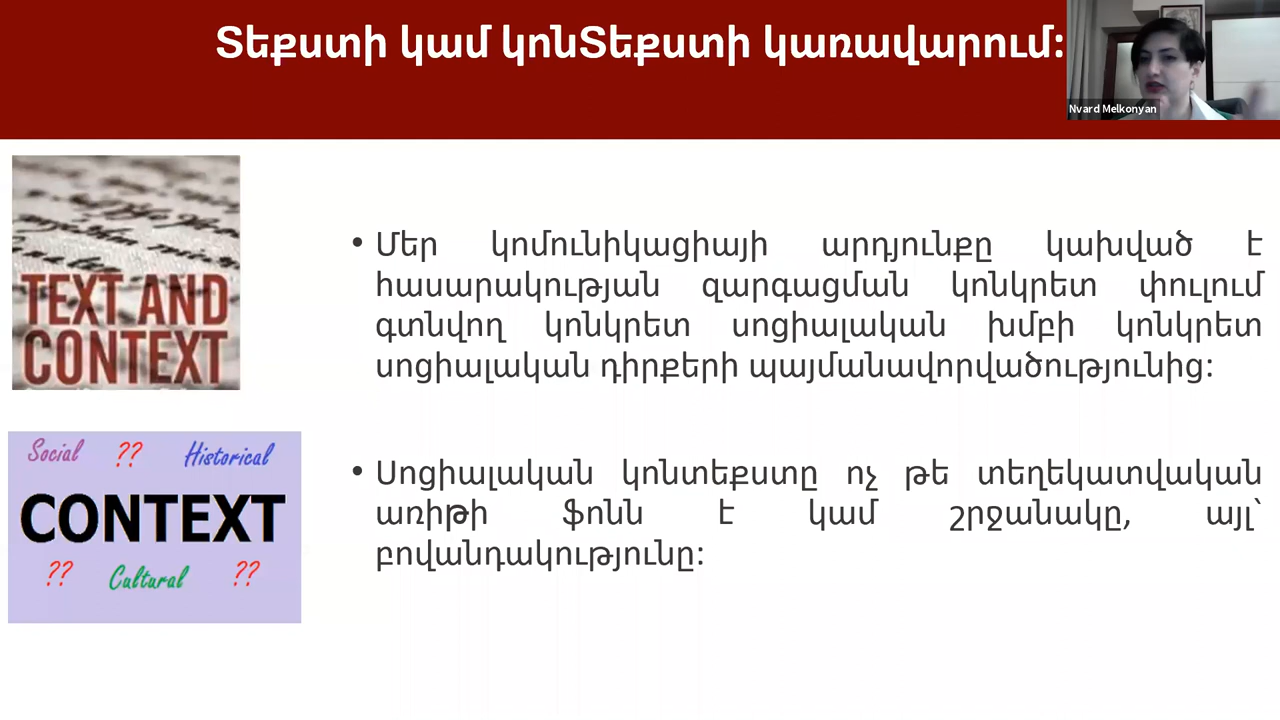 Տեքստի կամ կոնՏեքստի կառավարում:
Nvard Melkonyan
TEXT AND
CONTEXT
• Մեր կոմունիկացիայի արդյունքը կախված է
հասարակության զարգացման կոնկրետ փուլում
գտնվող կոնկրետ սոցիալական խմբի կոնկրետ
սոցիալական դիրքերի պայմանավորվածությունից:
Social ?? Historical
CONTEXT
?? Cultural ??
• Սոցիալական կոնտեքստը ոչ թե տեղեկատվական
առիթի ֆոնն է կամ շրջանակը, այլ՝
բովանդակությունը: